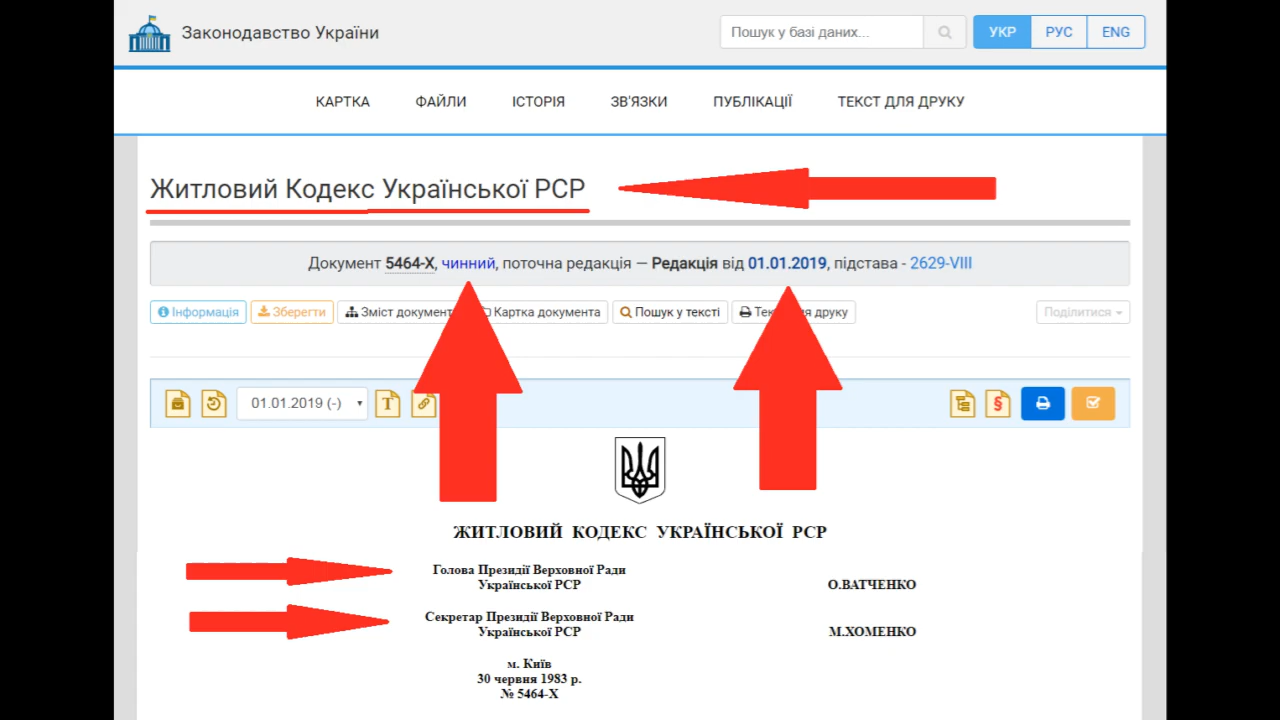 Законодавство України
Пошук у базі даних...
УКР РУС ENG
КАРТКА ФАЙЛИ ІСТОРІЯ ЗВ'ЯЗКИ ПУБЛІКАЦІЇ ТЕКСТ ДЛЯ ДРУКУ
Житловий Кодекс Української РСР
Документ 5464-X, чинний, поточна редакція — Редакція від 01.01.2019, підстава - 2629-VIII
Інформація Зберегти Зміст документ Картка документа Пошук у тексті друку Поділитися
01.01.2019 (-) T §
ЖИТЛОВИЙ КОДЕКС УКРАЇНСЬКОЇ РСР
Голова Президії Верховної Ради
Української РСР О.ВАТЧЕНКО
Секретар Президії Верховної Ради
Української РСР М.ХОМЕНКО
м. Київ
30 червня 1983 р.
№ 5464-X